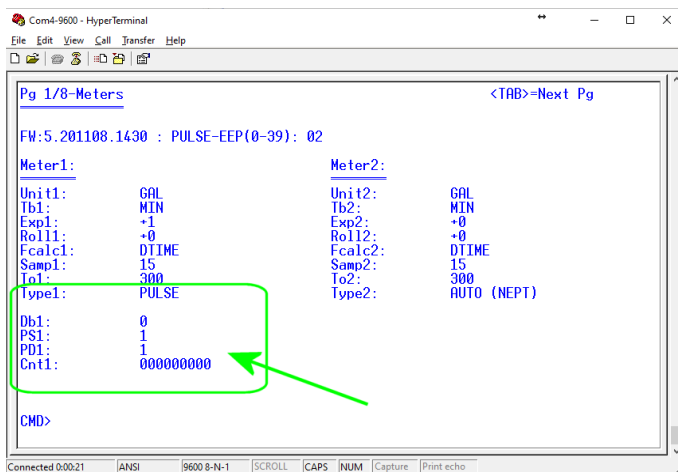 Com4-9600 - HyperTerminal
File Edit View Call Transfer Help
Pg 1/8-Meters <TAB>=Next Pg
FW:5.201108.1430 : PULSE-EEP(0-39): 02
Meter1: Meter2:
Unit1: GAL Unit2: GAL
Tb1: MIN Tb2: MIN
Exp1: +1 Exp2: +0
Roll1: +0 Roll2: +0
Fcalc1: DTIME Fcalc2: DTIME
Samp1: 15 Samp2: 15
To1: 300 To2: 300
Type1: PULSE Type2: AUTO (NEPT)
Db1: 0
PS1: 1
PD1: 1
Cnt1: 000000000
CMD>
Connected 0:00:21 ANSI 9600 8-N-1 SCROLL CAPS NUM Capture Print echo